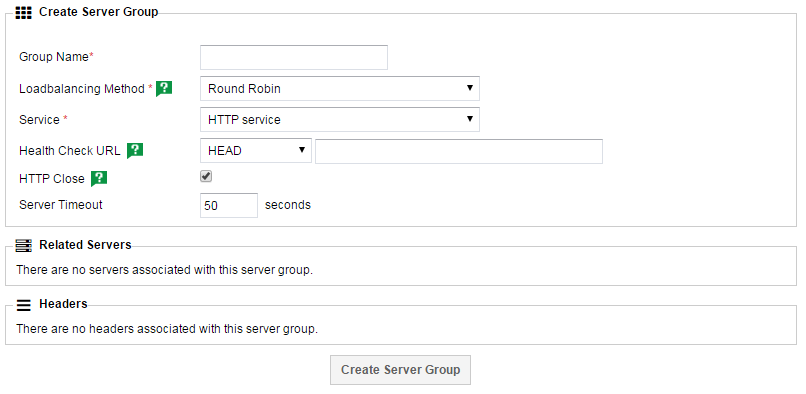 Create Server Group
Group Name*
Loadbalancing Method * ? Round Robin
Service * HTTP service
Health Check URL ? HEAD
HTTP Close ?
Server Timeout 50 seconds
Related Servers
There are no servers associated with this server group.
Headers
There are no headers associated with this server group.
Create Server Group